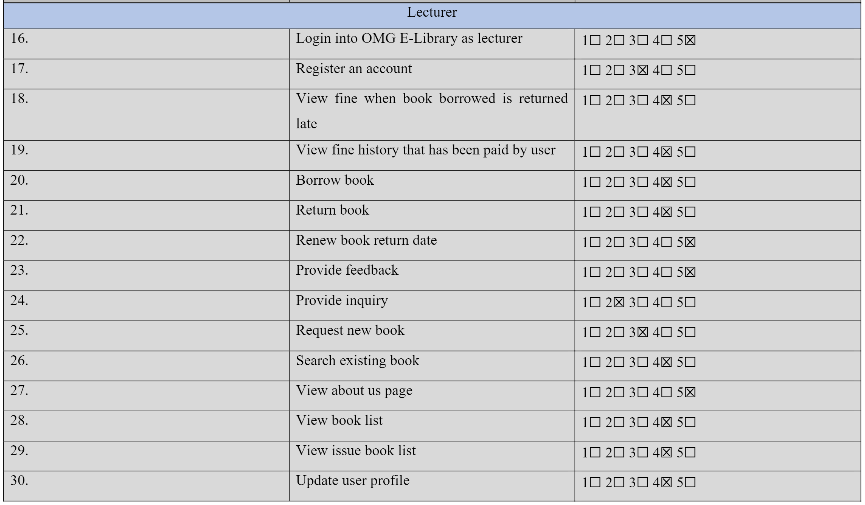 Lecturer
16. Login into OMG E-Library as lecturer 1☐ 2☐ 3☐ 4☐ 5☒
17. Register an account 1☐ 2☐ 3☒ 4☐ 5☐
18. View fine when book borrowed is returned 1☐ 2☐ 3☐ 4☒ 5☐
late
19. View fine history that has been paid by user 1☐ 2☐ 3☐ 4☒ 5☐
20. Borrow book 1☐ 2☐ 3☐ 4☒ 5☐
21. Return book 1☐ 2☐ 3☐ 4☒ 5☐
22. Renew book return date 1☐ 2☐ 3☐ 4☐ 5☒
23. Provide feedback 1☐ 2☐ 3☐ 4☐ 5☒
24. Provide inquiry 1☐ 2☒ 3☐ 4☐ 5☐
25. Request new book 1☐ 2☐ 3☒ 4☐ 5☐
26. Search existing book 1☐ 2☐ 3☐ 4☒ 5☐
27. View about us page 1☐ 2☐ 3☐ 4☐ 5☒
28. View book list 1☐ 2☐ 3☐ 4☒ 5☐
29. View issue book list 1☐ 2☐ 3☐ 4☒ 5☐
30. Update user profile 1☐ 2☐ 3☐ 4☒ 5☐